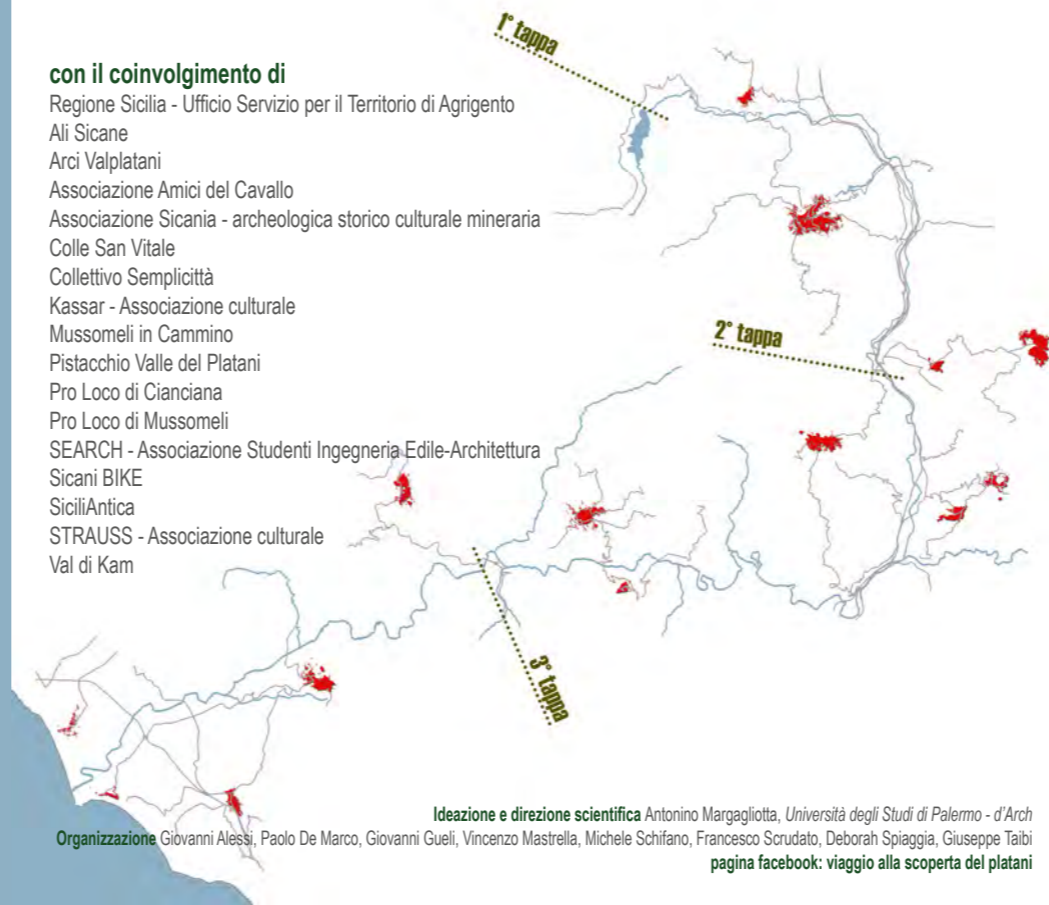 1° tappa
con il coinvolgimento di
Regione Sicilia - Ufficio Servizio per il Territorio di Agrigento
Ali Sicane
Arci Valplatani
Associazione Amici del Cavallo
Associazione Sicania - archeologica storico culturale mineraria
Colle San Vitale
Collettivo Semplicittà
Kassar - Associazione culturale
Mussomeli in Cammino
Pistacchio Valle del Platani
Pro Loco di Cianciana
Pro Loco di Mussomeli
SEARCH - Associazione Studenti Ingegneria Edile-Architettura
Sicani BIKE
SiciliAntica
STRAUSS - Associazione culturale
Val di Kam
2° tappa
3° tappa
Ideazione e direzione scientifica Antonino Margagliotta, Università degli Studi di Palermo - d'Arch
Organizzazione Giovanni Alessi, Paolo De Marco, Giovanni Gueli, Vincenzo Mastrella, Michele Schifano, Francesco Scrudato, Deborah Spiaggia, Giuseppe Taibi
pagina facebook: viaggio alla scoperta del platani